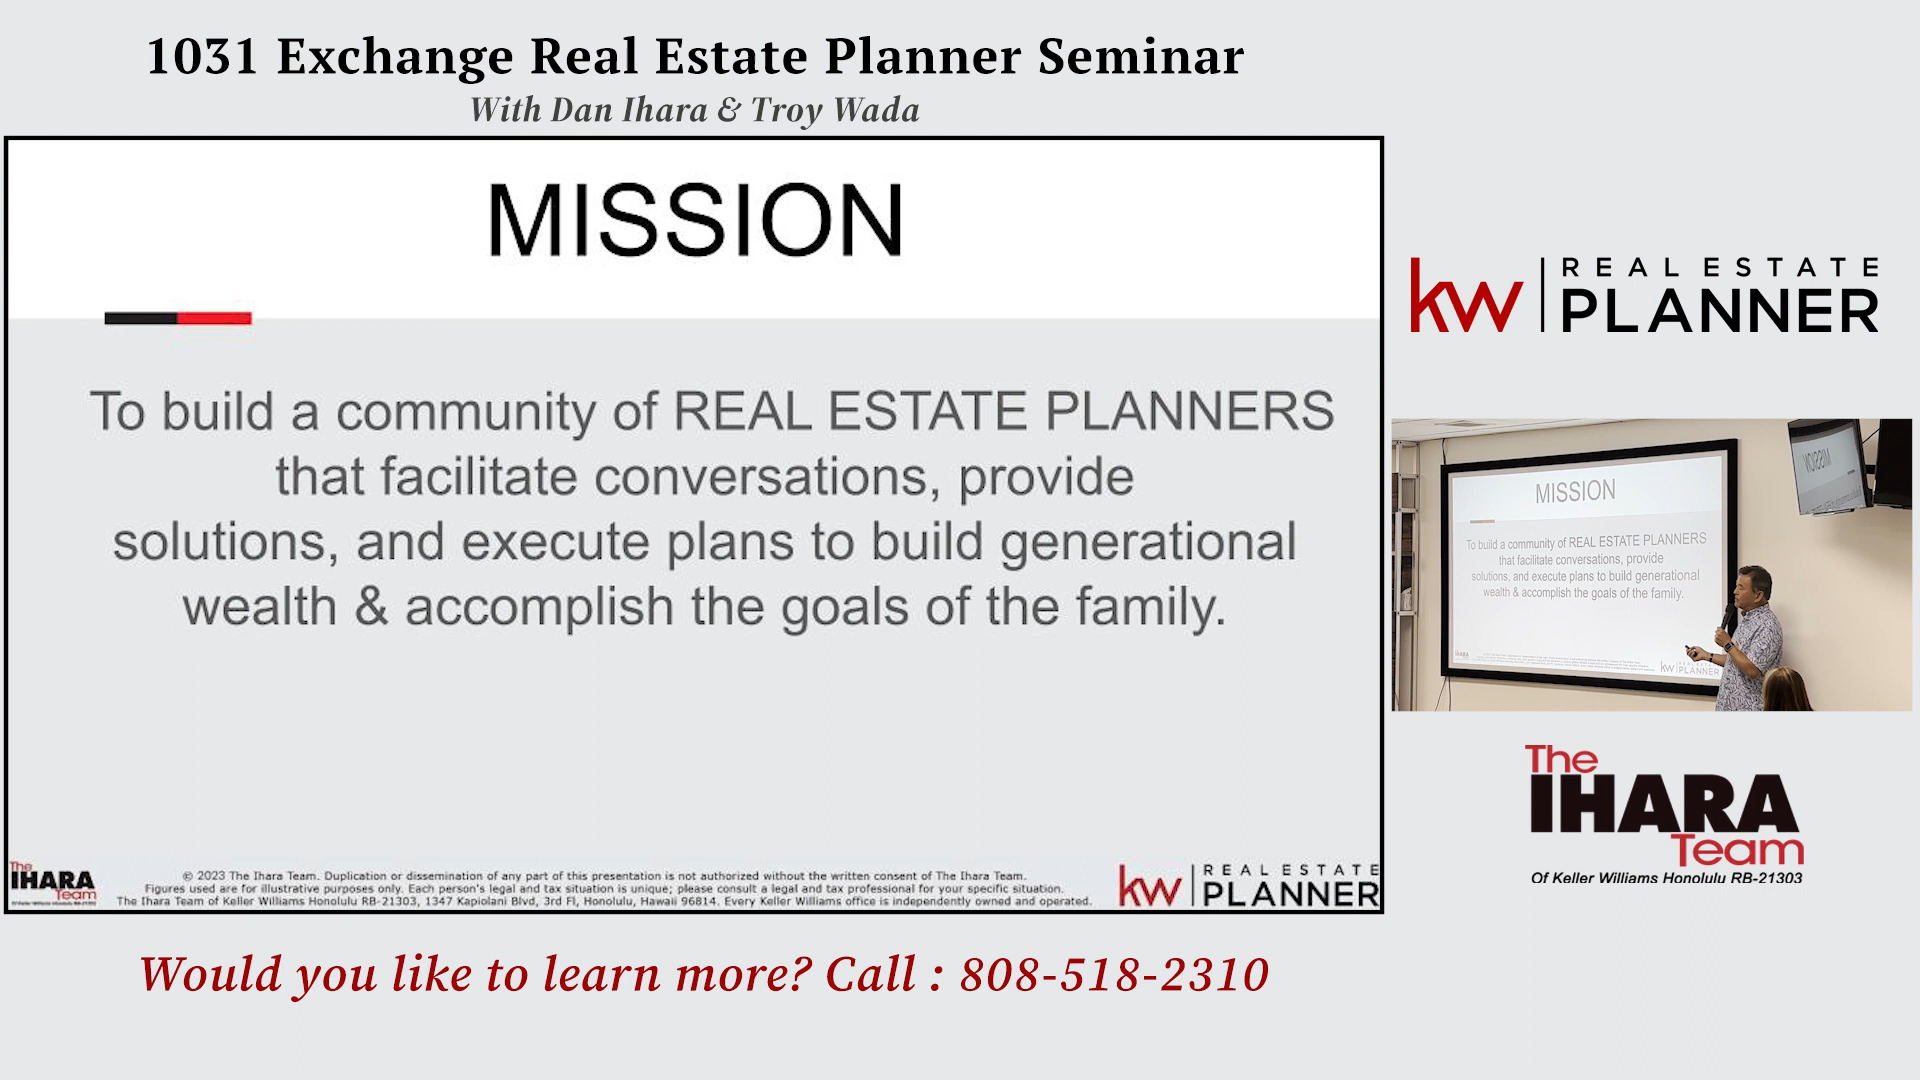 1031 Exchange Real Estate Planner Seminar
With Dan Ihara & Troy Wada
MISSION
To build a community of REAL ESTATE PLANNERS
that facilitate conversations, provide
solutions, and execute plans to build generational
wealth & accomplish the goals of the family.
The
IHARA
Team
© 2023 The Ihara Team. Duplication or dissemination of any part of this presentation is not authorized without the written consent of The Ihara Team.
Figures used are for illustrative purposes only. Each person's legal and tax situation is unique; please consult a legal and tax professional for your specific situation.
The Ihara Team of Keller Williams Honolulu RB-21303, 1347 Kapiolani Blvd, 3rd Fl, Honolulu, Hawaii 96814. Every Keller Williams office is independently owned and operated.
kw REAL ESTATE
PLANNER
kw REAL ESTATE
PLANNER
MISSION
To build a community of REAL ESTATE PLANNERS
that facilitate conversations, provide
solutions, and execute plans to build generational
wealth & accomplish the goals of the family.
kw REAL ESTATE
PLANNER
MISSION
The
IHARA
Team
Of Keller Williams Honolulu RB-21303
Would you like to learn more? Call : 808-518-2310